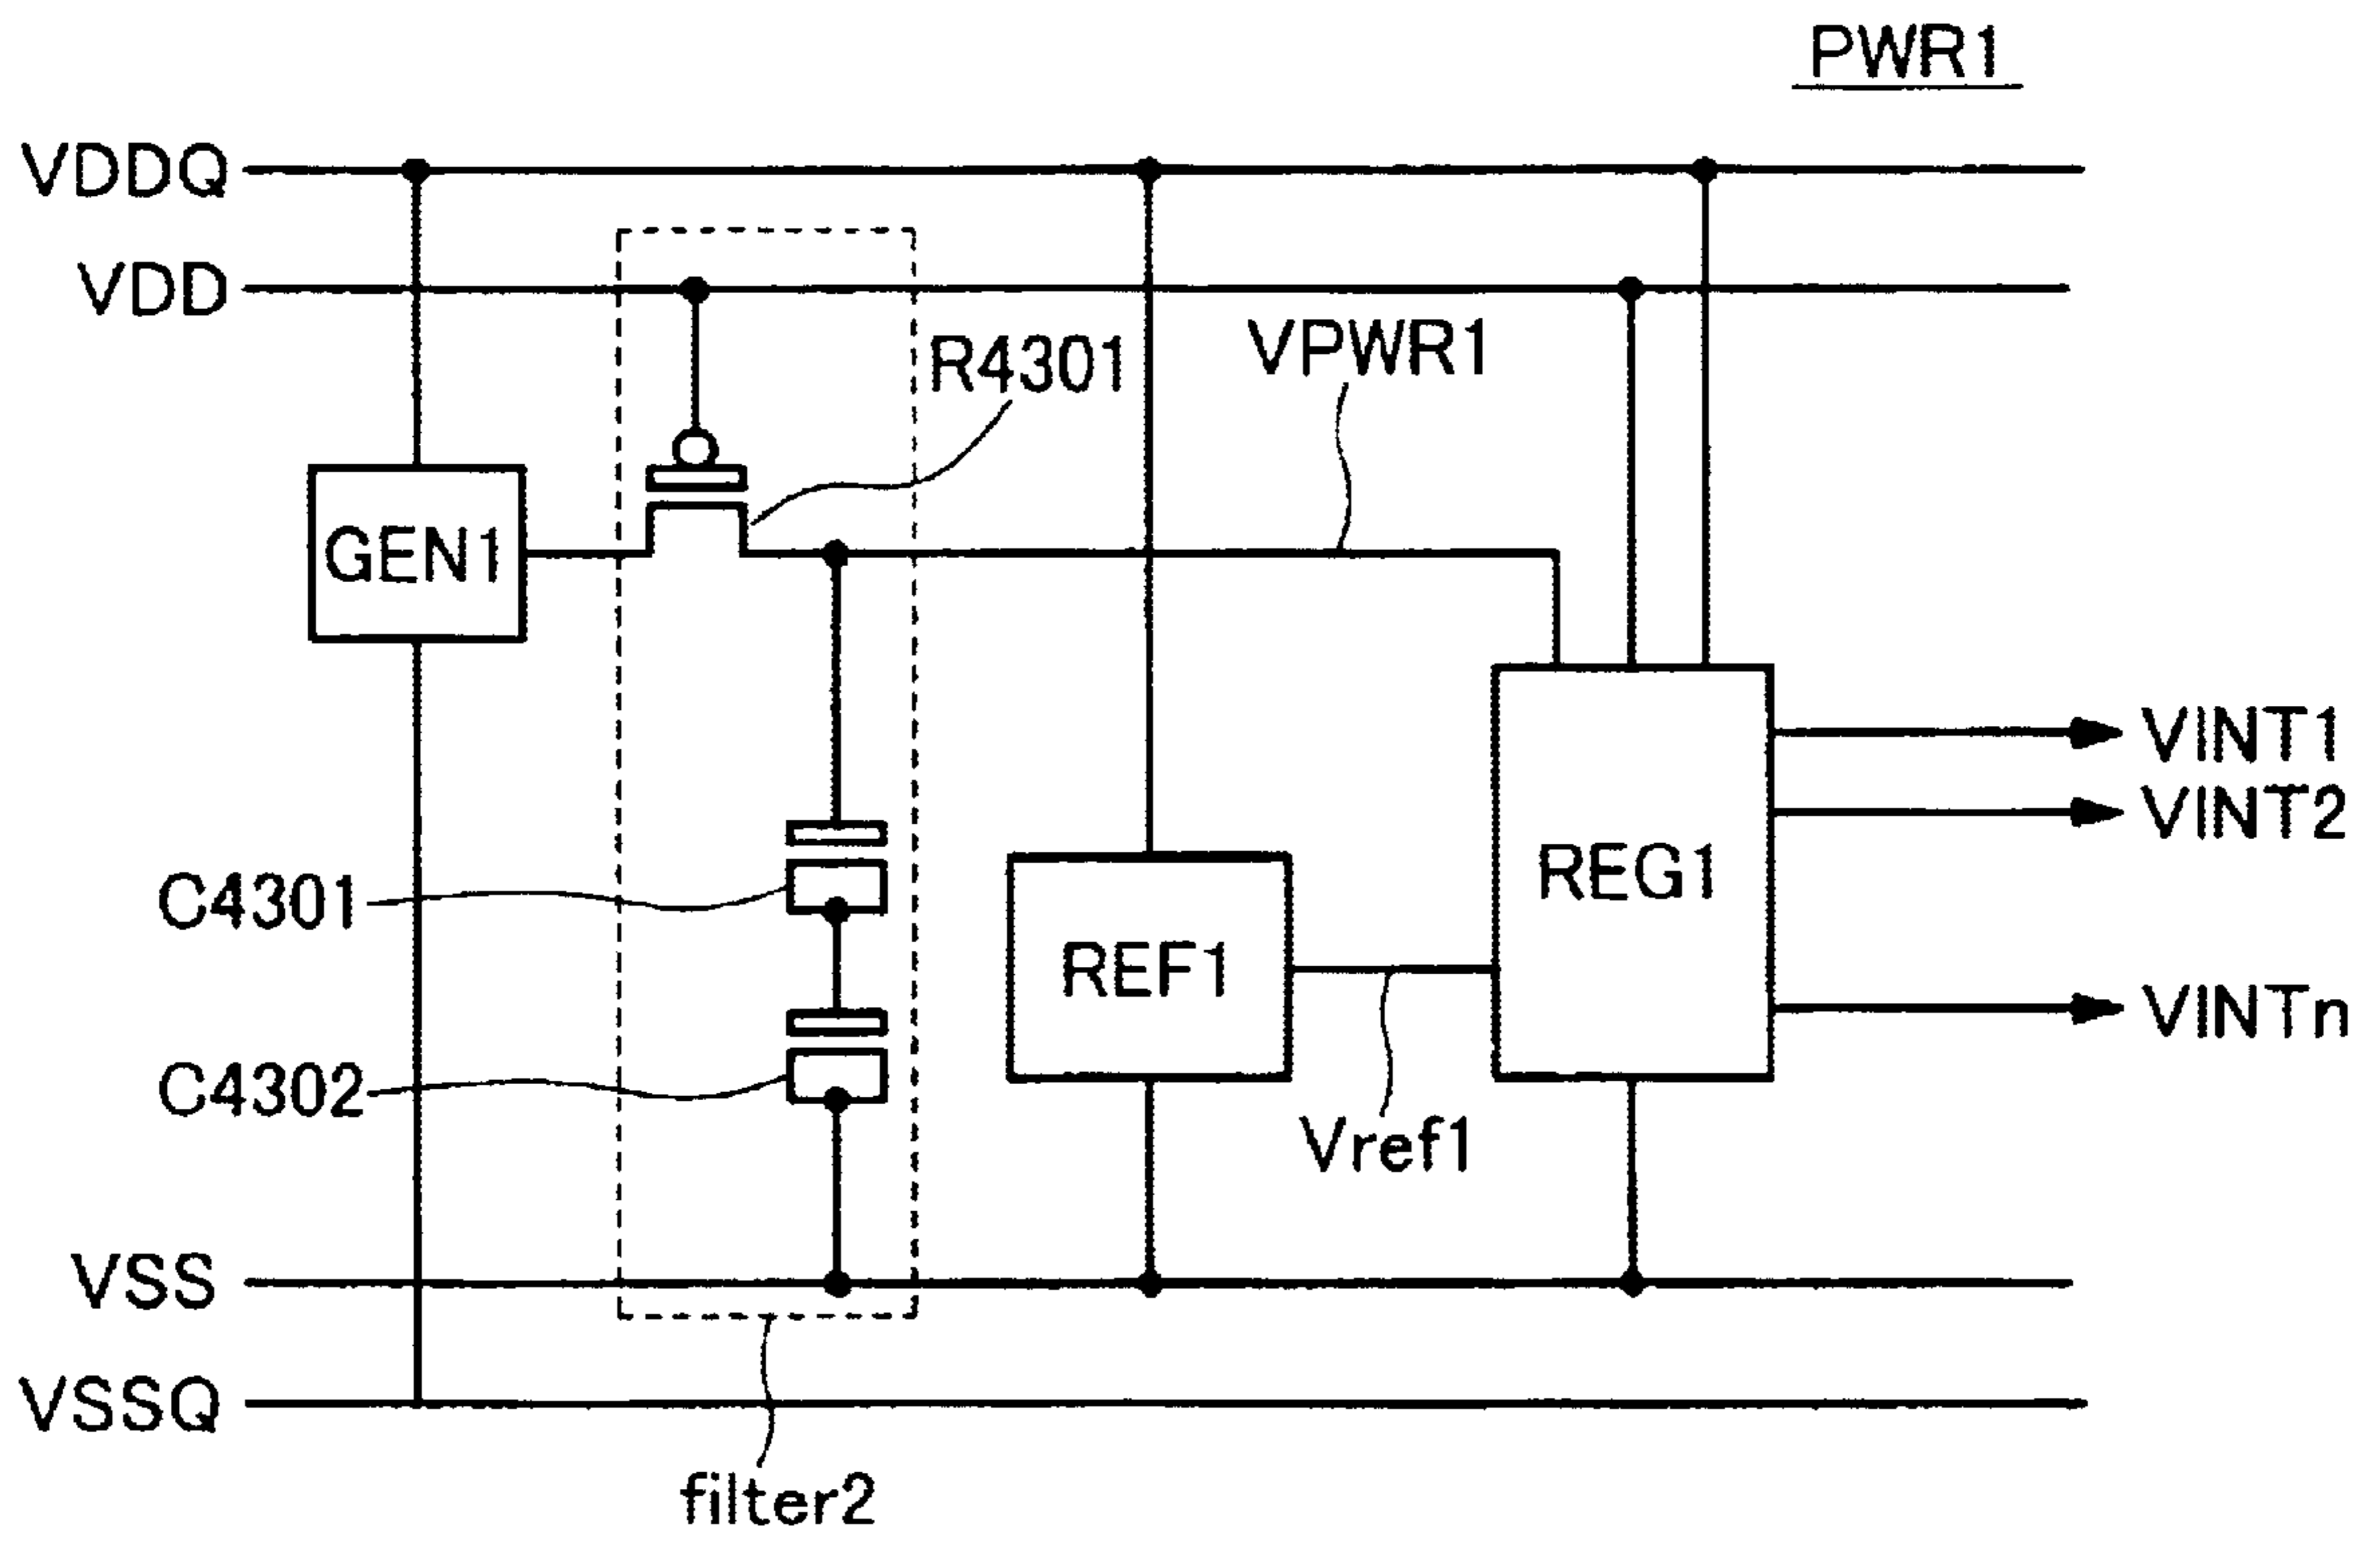 PWR1
VDDQ
VDD
R4301
VPWR1
GEN1
VINT1
VINT2
REG1
C4301
REF1
VINTn
C4302
Vref1
VSS
VSSQ
filter2